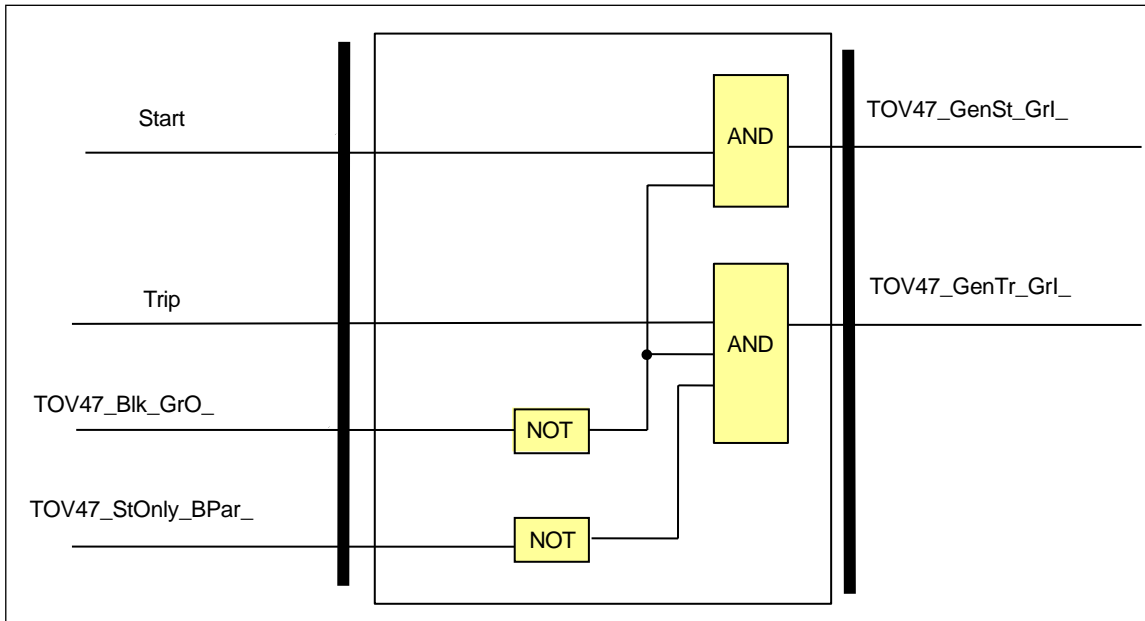 Start
AND
TOV47_GenSt_GrI_
Trip
AND
TOV47_GenTr_GrI_
TOV47_Blk_GrO_
NOT
TOV47_StOnly_BPar_
NOT